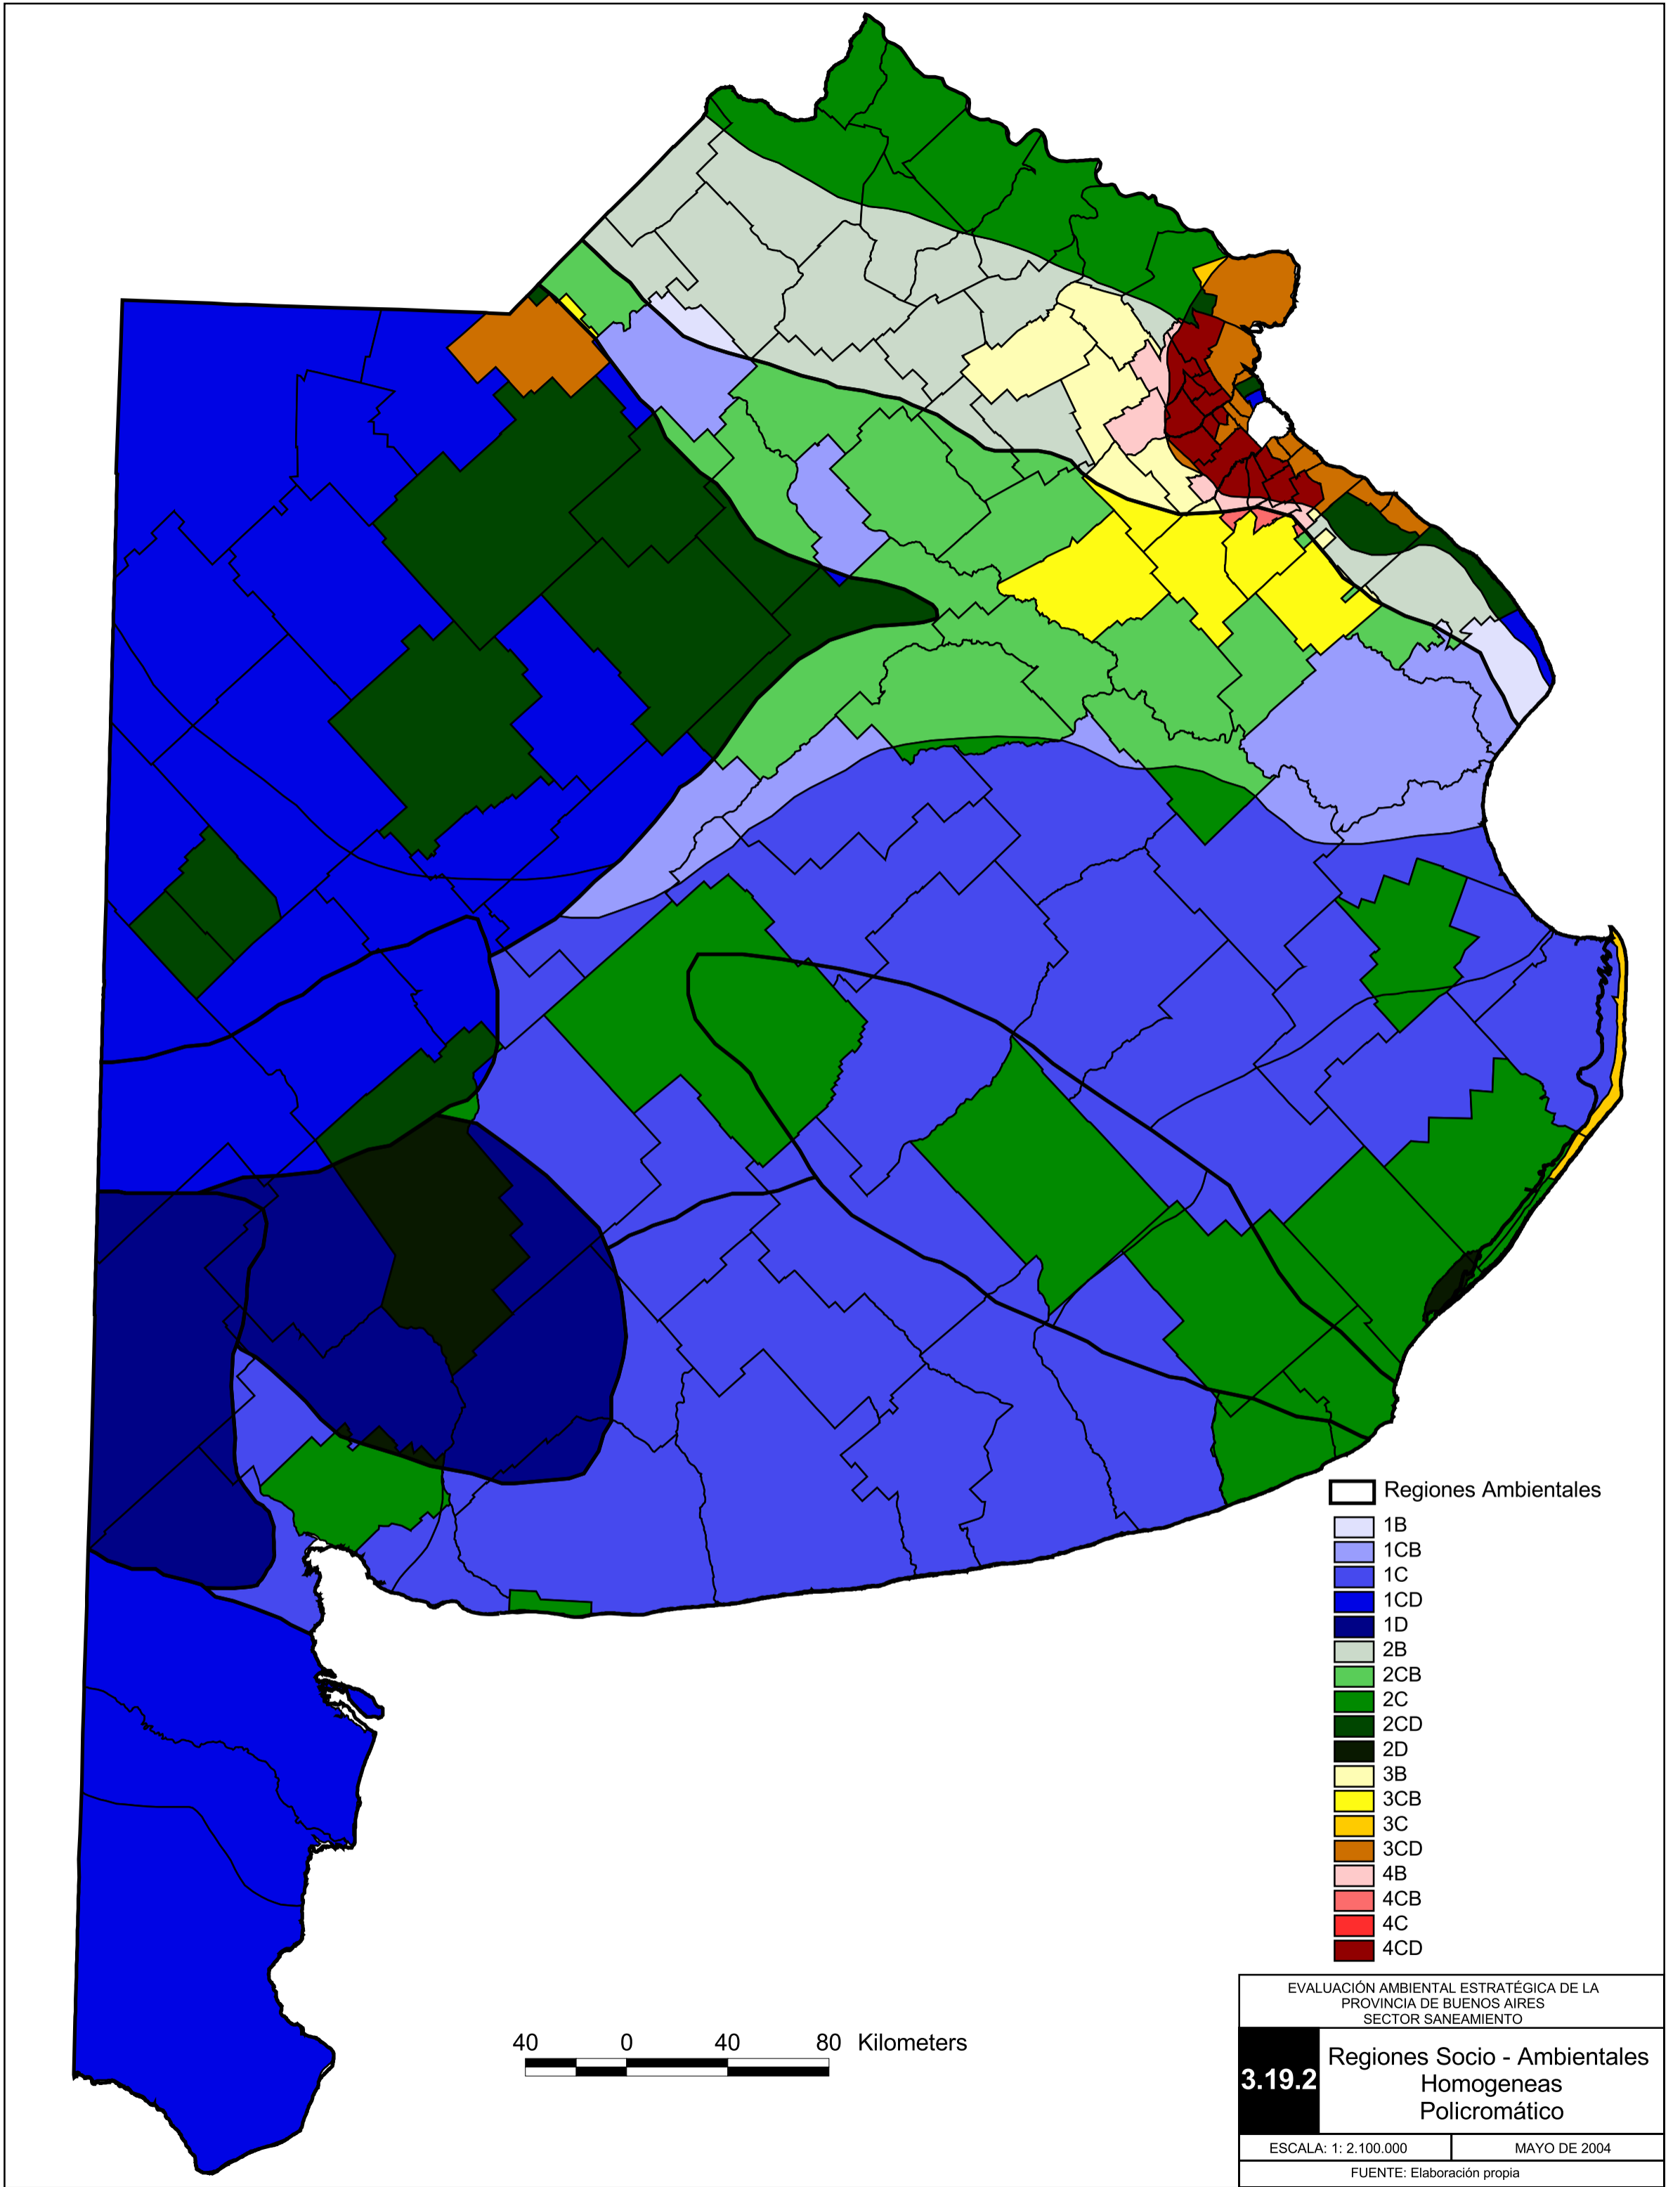 Regiones Ambientales
1B
1CB
1C
1CD
1D
2B
2CB
2C
2CD
2D
3B
3CB
3C
3CD
4B
4CB
4C
4CD
40 0 40 80 Kilometers
EVALUACIÓN AMBIENTAL ESTRATÉGICA DE LA
PROVINCIA DE BUENOS AIRES
SECTOR SANEAMIENTO
3.19.2
Regiones Socio - Ambientales
Homogeneas
Policromático
ESCALA: 1: 2.100.000
MAYO DE 2004
FUENTE: Elaboración propia